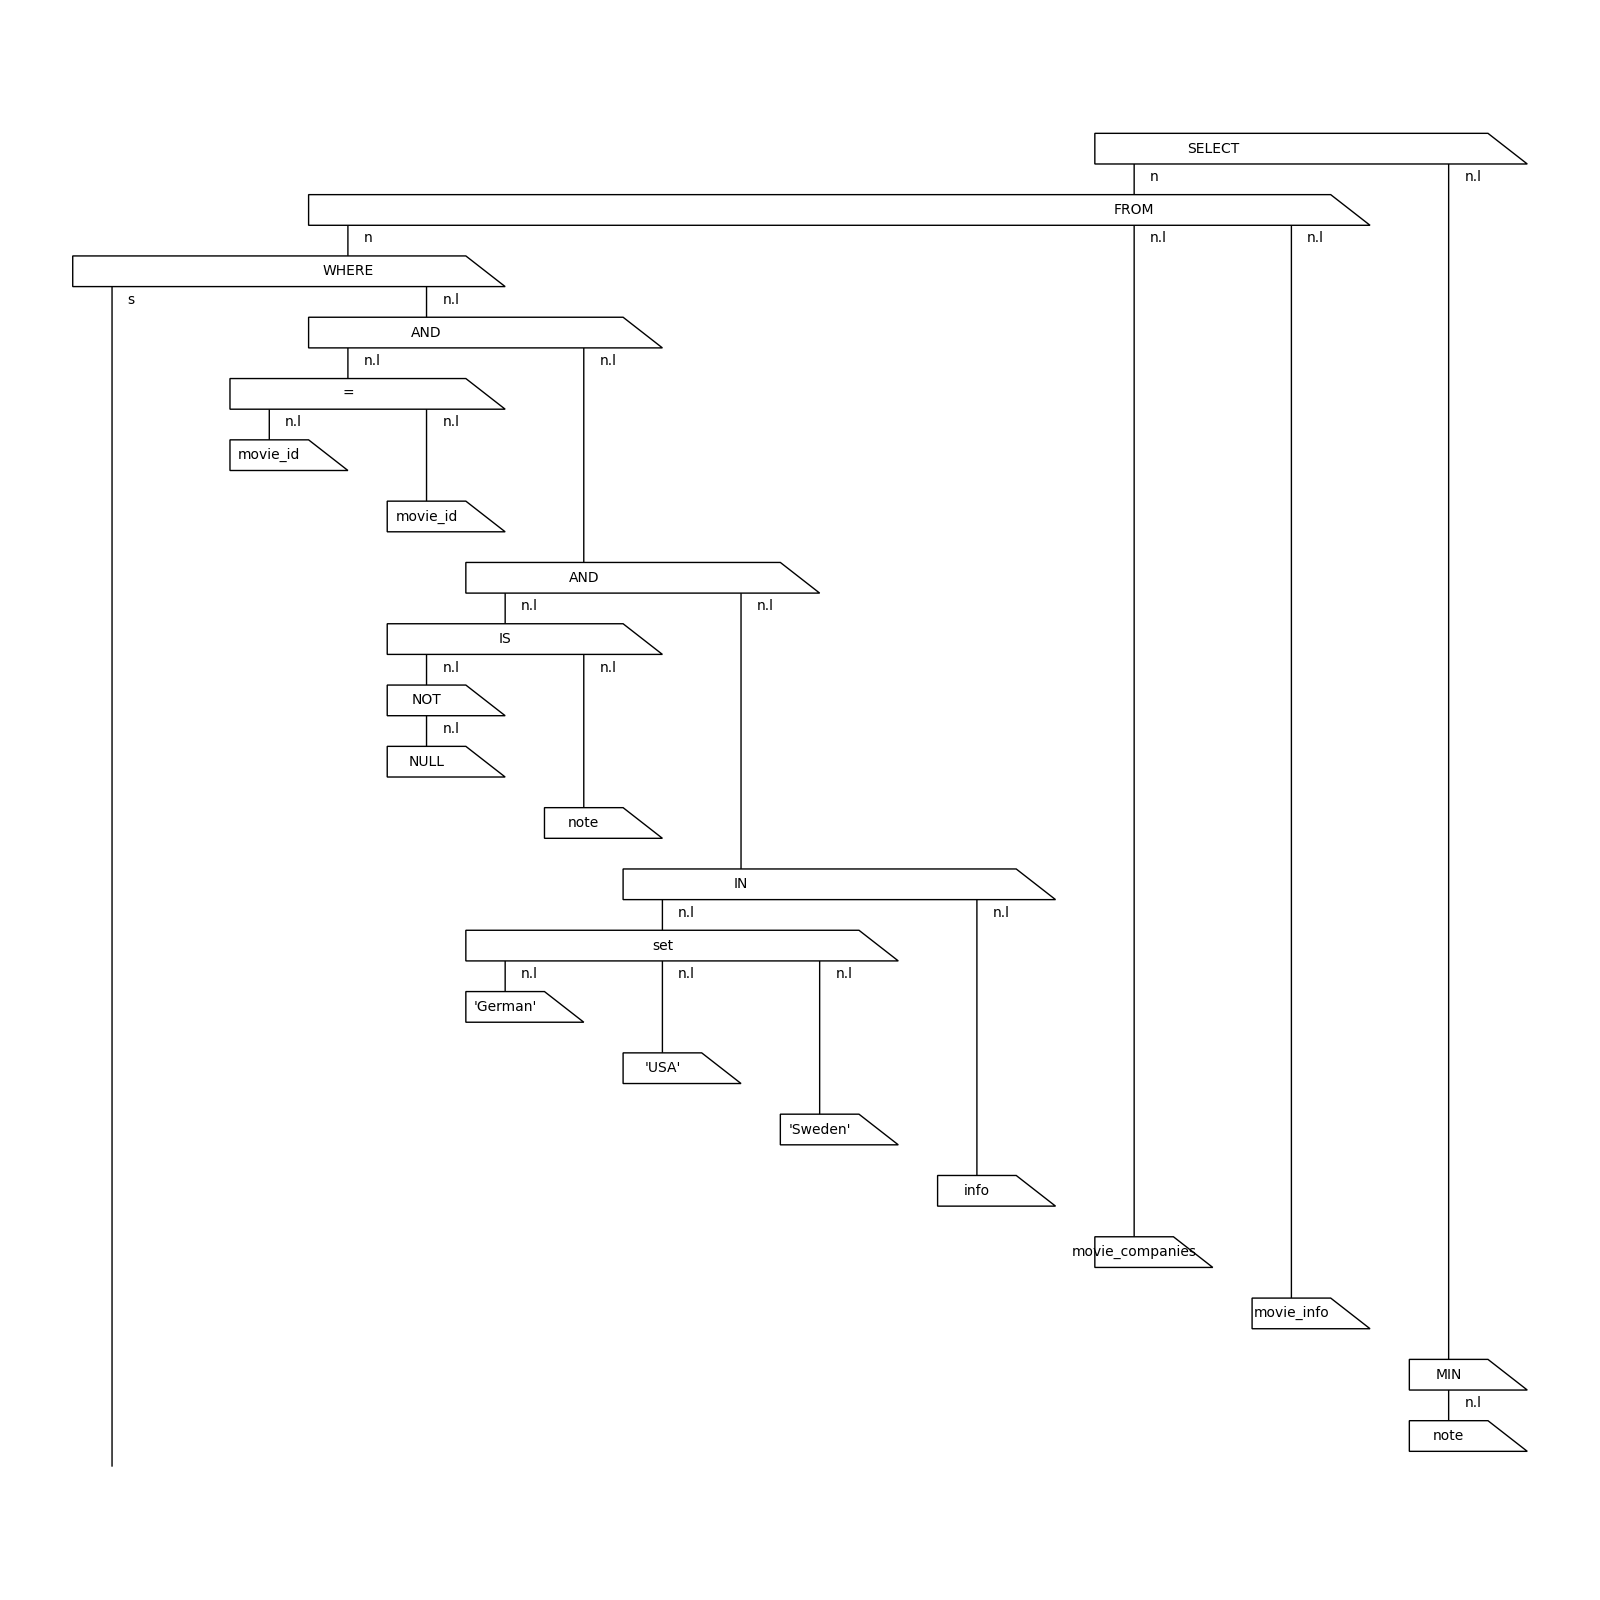 SELECT
n n.l
FROM
n n.l n.l
WHERE
s n.l
AND
n.l n.l
=
n.l n.l
movie_id
movie_id
AND
n.l n.l
IS
n.l n.l
NOT
n.l
NULL
note
IN
n.l n.l
set
n.l n.l n.l
'German'
'USA'
'Sweden'
info
movie_companies
movie_info
MIN
n.l
note